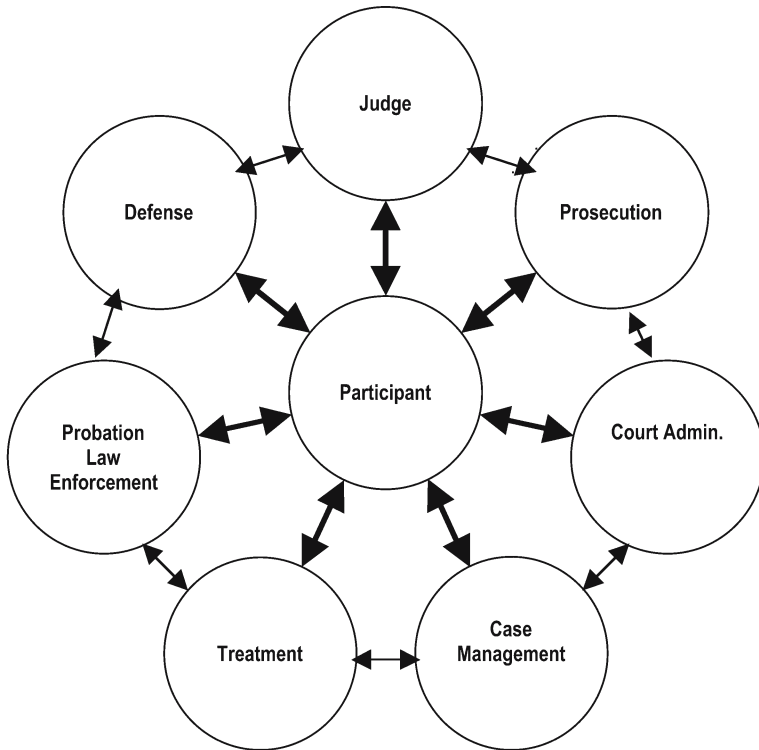 Judge
Defense
Prosecution
Participant
Probation
Law
Enforcement
Court Admin.
Treatment
Case
Management